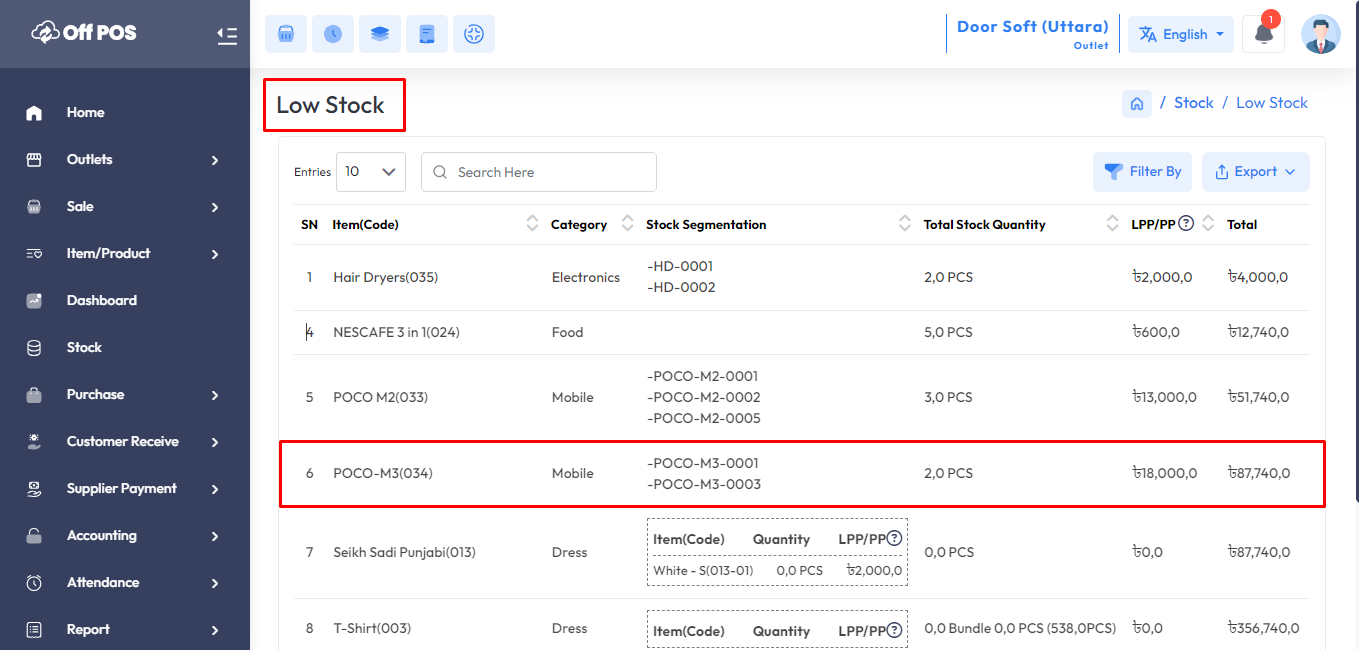 Off POS
Door Soft (Uttara)
Outlet
English
1
Home
Outlets
Sale
Item/Product
Dashboard
Stock
Purchase
Customer Receive
Supplier Payment
Accounting
Attendance
Report
Low Stock
/ Stock / Low Stock
Entries 10 Search Here
Filter By Export
SN Item(Code) Category Stock Segmentation Total Stock Quantity LPP/PP ? Total
1 Hair Dryers(035) Electronics -HD-0001 2,0 PCS ৳2,000,0 ৳4,000,0
-HD-0002
4 NESCAFE 3 in 1(024) Food 5,0 PCS ৳600,0 ৳12,740,0
5 POCO M2(033) Mobile -POCO-M2-0001 3,0 PCS ৳13,000,0 ৳51,740,0
-POCO-M2-0002
-POCO-M2-0005
6 POCO-M3(034) Mobile -POCO-M3-0001 2,0 PCS ৳18,000,0 ৳87,740,0
-POCO-M3-0003
7 Seikh Sadi Punjabi(013) Dress Item(Code) Quantity LPP/PP ? 0,0 PCS ৳0,0 ৳87,740,0
White - S(013-01) 0,0 PCS ৳2,000,0
8 T-Shirt(003) Dress Item(Code) Quantity LPP/PP ? 0,0 Bundle 0,0 PCS (538,0PCS) ৳0,0 ৳356,740,0